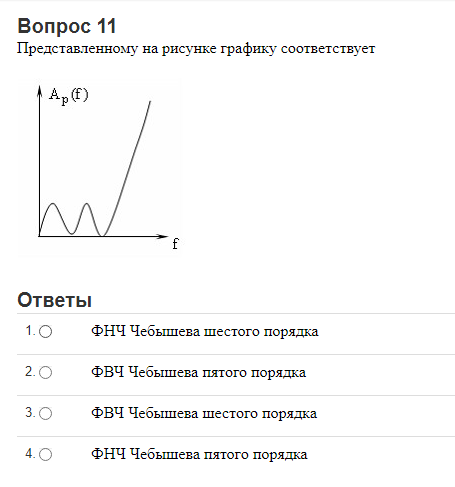 Вопрос 11
Представленному на рисунке графику соответствует
Ap(f)
f
Ответы
1. ФНЧ Чебышева шестого порядка
2. ФВЧ Чебышева пятого порядка
3. ФВЧ Чебышева шестого порядка
4. ФНЧ Чебышева пятого порядка